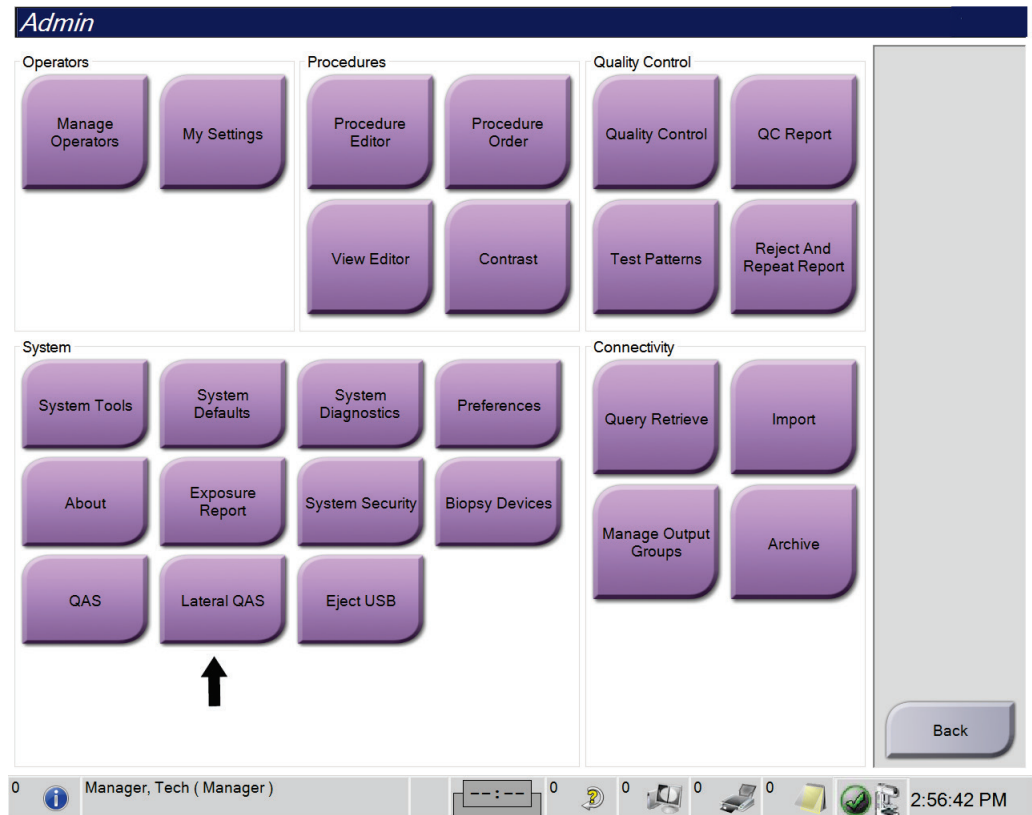 Admin
Operators
Manage
Operators
My Settings
Procedures
Procedure
Editor
Procedure
Order
View Editor
Contrast
Quality Control
Quality Control
QC Report
Test Patterns
Reject And
Repeat Report
System
System Tools
System
Defaults
System
Diagnostics
Preferences
About
Exposure
Report
System Security
Biopsy Devices
QAS
Lateral QAS
Eject USB
Connectivity
Query Retrieve
Import
Manage Output
Groups
Archive
Back
0
Manager, Tech ( Manager )
--:--
0
0
0
0
2:56:42 PM